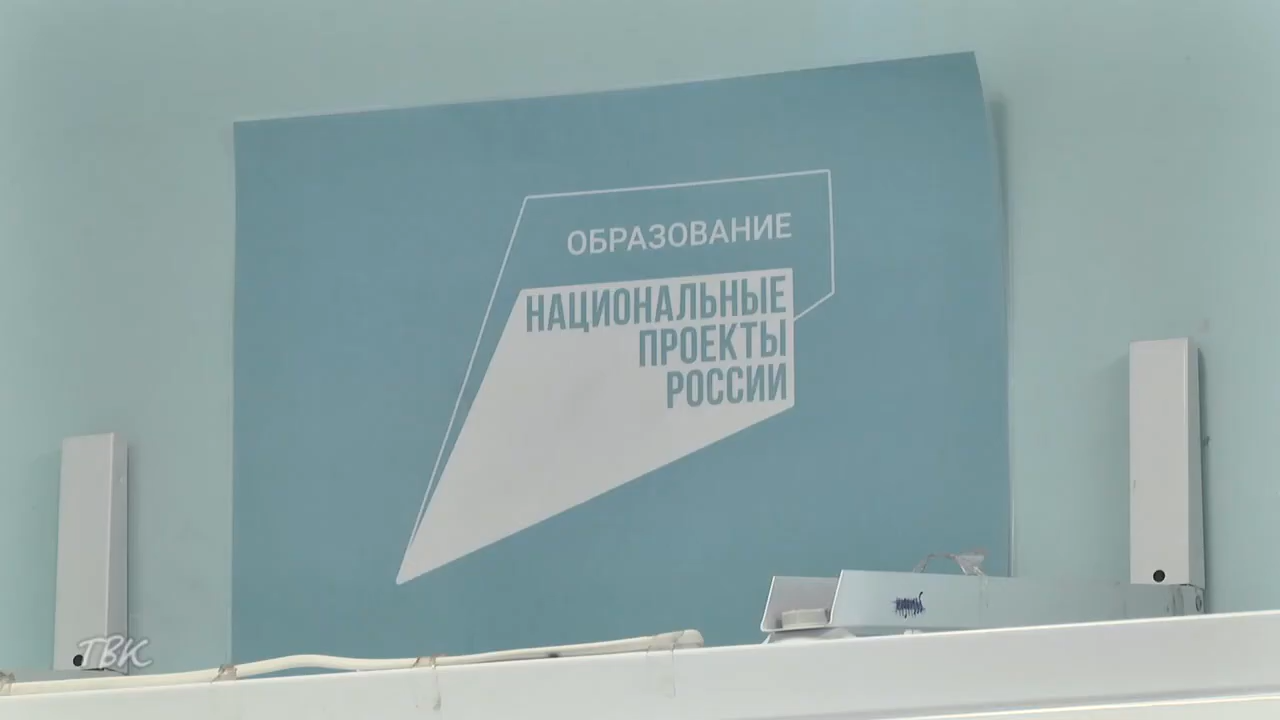 ОБРАЗОВАНИЕ
НАЦИОНАЛЬНЫЕ
ПРОЕКТЫ
РОССИИ
ТВК